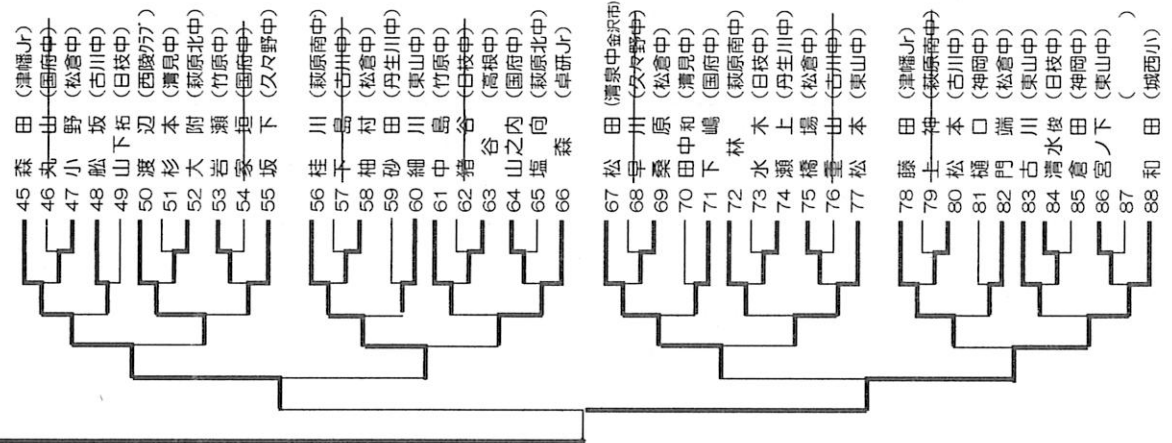 45 森田 (津幡Jr)
46 丸山 (国府中)
47 小野 (松倉中)
48 舩坂 (古川中)
49 山下拓 (日枝中)
50 渡辺 (西陵クラブ)
51 杉本 (清見中)
52 大附 (萩原北中)
53 岩瀬 (竹原中)
54 家垣 (国府中)
55 坂下 (久々野中)
56 桂川 (萩原南中)
57 下島 (古川中)
58 柚村 (松倉中)
59 砂田 (丹生川中)
60 細川 (東山中)
61 中島 (竹原中)
62 猪谷 (日枝中)
63 谷 (高根中)
64 山之内 (国府中)
65 塩向 (萩原北中)
66 森 (卓研Jr)
67 松田 (清泉中金沢市)
68 早川 (久々野中)
69 桑原 (松倉中)
70 田中和 (清見中)
71 下嶋 (国府中)
72 林 (萩原南中)
73 水木 (日枝中)
74 瀬上 (丹生川中)
75 橋場 (松倉中)
76 重山 (古川中)
77 松本 (東山中)
78 藤田 (津幡Jr)
79 上神 (萩原南中)
80 松本 (古川中)
81 樋口 (神岡中)
82 門端 (松倉中)
83 古川 (東山中)
84 清水俊 (日枝中)
85 倉田 (神岡中)
86 宮ノ下 (東山中)
87 ( )
88 和田 (城西小)